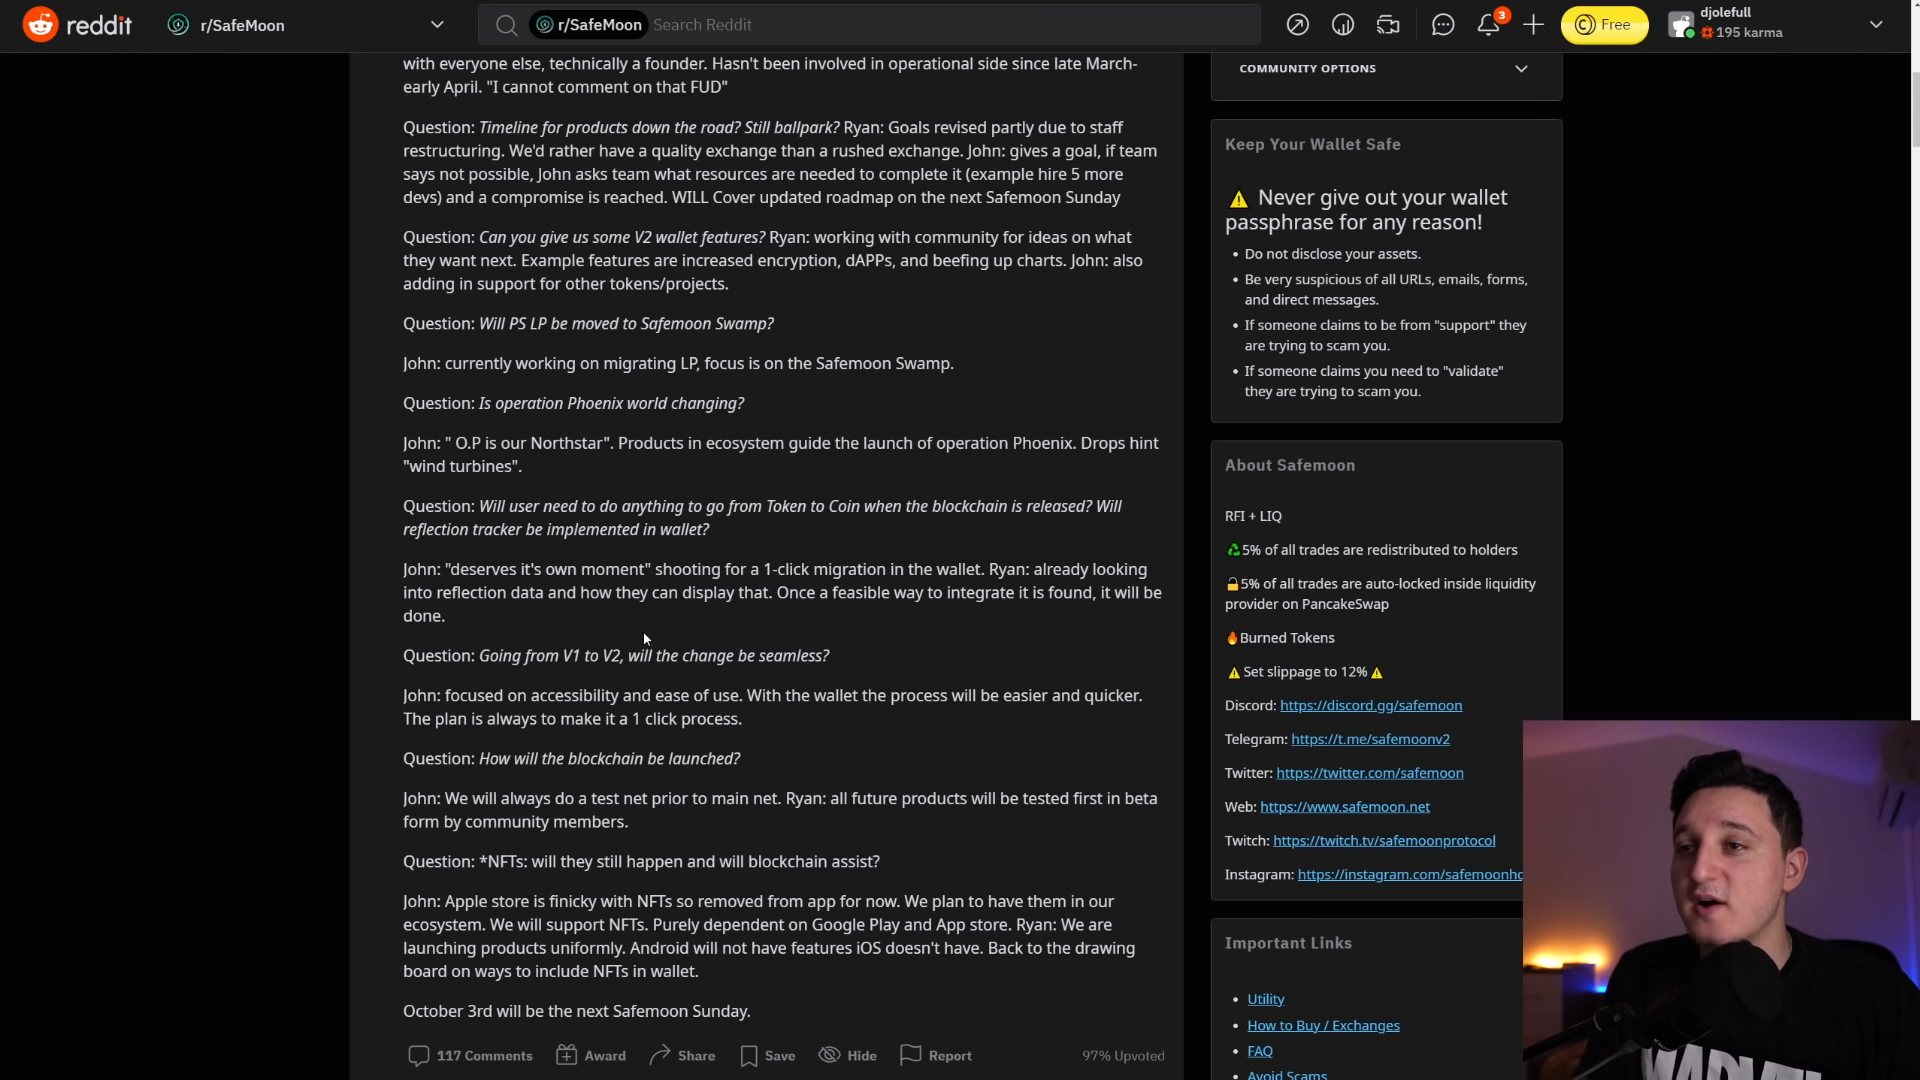 reddit
r/SafeMoon
r/SafeMoon Search Reddit
3
Free
djolefull
195 karma
with everyone else, technically a founder. Hasn't been involved in operational side since late March-
early April. "I cannot comment on that FUD"
Question: Timeline for products down the road? Still ballpark? Ryan: Goals revised partly due to staff
restructuring. We'd rather have a quality exchange than a rushed exchange. John: gives a goal, if team
says not possible, John asks team what resources are needed to complete it (example hire 5 more
devs) and a compromise is reached. WILL Cover updated roadmap on the next Safemoon Sunday
Question: Can you give us some V2 wallet features? Ryan: working with community for ideas on what
they want next. Example features are increased encryption, dAPPs, and beefing up charts. John: also
adding in support for other tokens/projects.
Question: Will PS LP be moved to Safemoon Swap?
John: currently working on migrating LP, focus is on the Safemoon Swap.
Question: Is operation Phoenix world changing?
John: " O.P is our Northstar". Products in ecosystem guide the launch of operation Phoenix. Drops hint
"wind turbines".
Question: Will user need to do anything to go from Token to Coin when the blockchain is released? Will
reflection tracker be implemented in wallet?
John: "deserves it's own moment" shooting for a 1-click migration in the wallet. Ryan: already looking
into reflection data and how they can display that. Once a feasible way to integrate it is found, it will be
done.
Question: Going from V1 to V2, will the change be seamless?
John: focused on accessibility and ease of use. With the wallet the process will be easier and quicker.
The plan is always to make it a 1 click process.
Question: How will the blockchain be launched?
John: We will always do a test net prior to main net. Ryan: all future products will be tested first in beta
form by community members.
Question: *NFTs: will they still happen and will blockchain assist?
John: Apple store is finicky with NFTs so removed from app for now. We plan to have them in our
ecosystem. We will support NFTs. Purely dependent on Google Play and App store. Ryan: We are
launching products uniformly. Android will not have features iOS doesn't have. Back to the drawing
board on ways to include NFTs in wallet.
October 3rd will be the next Safemoon Sunday.
117 Comments Award Share Save Hide Report 97% Upvoted
COMMUNITY OPTIONS
Keep Your Wallet Safe
⚠ Never give out your wallet
passphrase for any reason!
• Do not disclose your assets.
• Be very suspicious of all URLs, emails, forms,
and direct messages.
• If someone claims to be from "support" they
are trying to scam you.
• If someone claims you need to "validate"
they are trying to scam you.
About Safemoon
RFI + LIQ
♻5% of all trades are redistributed to holders
🔒5% of all trades are auto-locked inside liquidity
provider on PancakeSwap
🔥Burned Tokens
⚠Set slippage to 12%⚠
Discord: https://discord.gg/safemoon
Telegram: https://t.me/safemoonv2
Twitter: https://twitter.com/safemoon
Web: https://www.safemoon.net
Twitch: https://twitch.tv/safemoonprotocol
Instagram: https://instagram.com/safemoonhq
Important Links
• Utility
• How to Buy / Exchanges
• FAQ
• Avoid Scams